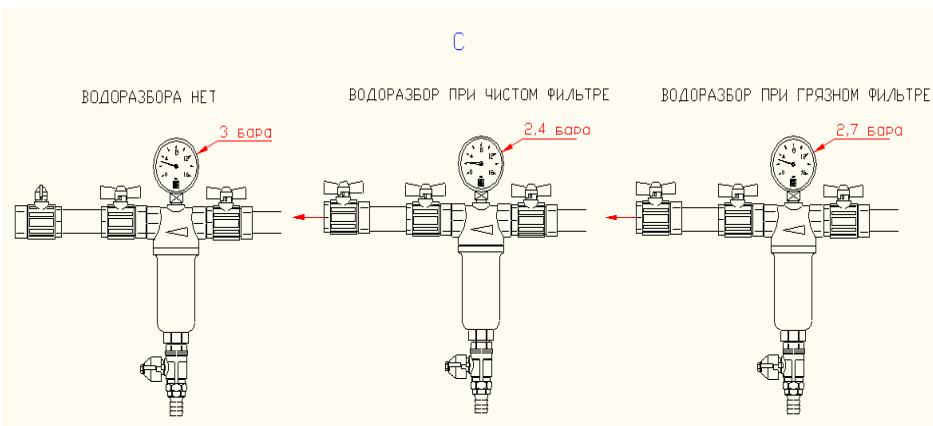 С
ВОДОРАЗБОРА НЕТ
ВОДОРАЗБОР ПРИ ЧИСТОМ ФИЛЬТРЕ
ВОДОРАЗБОР ПРИ ГРЯЗНОМ ФИЛЬТРЕ
3 бара
2,4 бара
2,7 бара